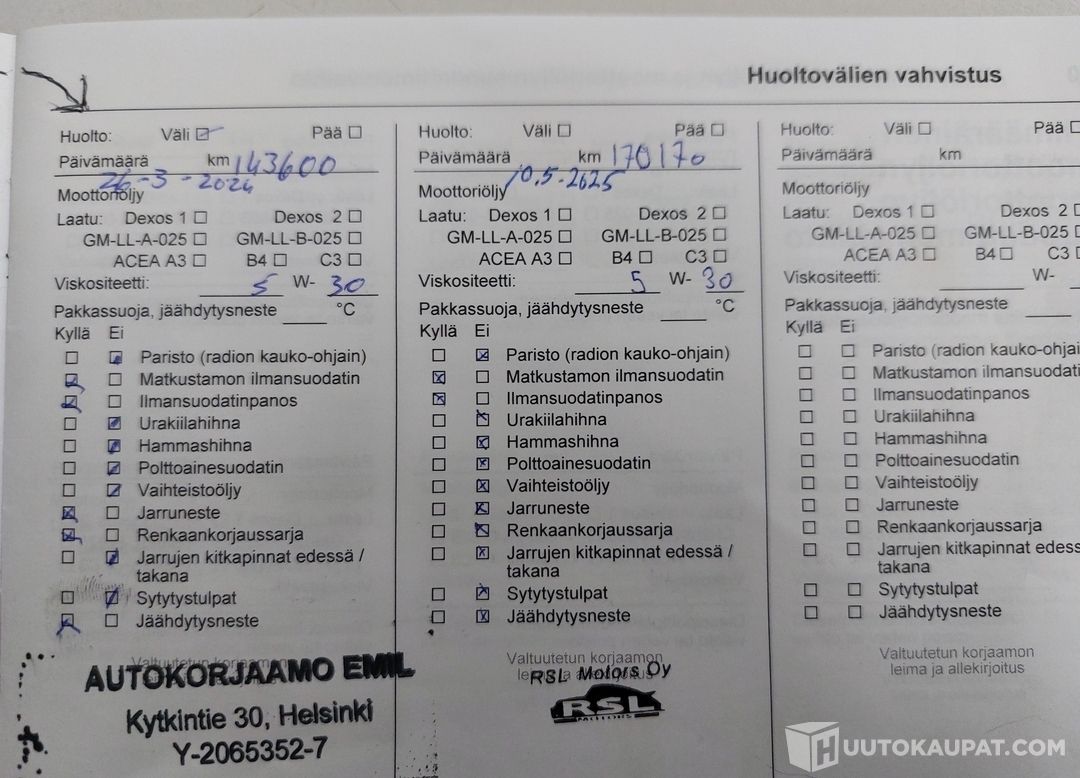 Huoltovälien vahvistus
Huolto: Väli Pää
Päivämäärä km 143600
26-3-2024
Moottoriöljy
Laatu: Dexos 1 Dexos 2
GM-LL-A-025 GM-LL-B-025
ACEA A3 B4 C3
Viskositeetti: 5 W- 30
Pakkassuoja, jäähdytysneste °C
Kyllä Ei
Paristo (radion kauko-ohjain)
Matkustamon ilmansuodatin
Ilmansuodatinpanos
Urakiilahihna
Hammashihna
Polttoainesuodatin
Vaihteistoöljy
Jarruneste
Renkaankorjaussarja
Jarrujen kitkapinnat edessä /
takana
Sytytystulpat
Jäähdytysneste
Valtuutetun korjaamon
AUTOKORJAAMO EMIL
Kytkintie 30, Helsinki
Y-2065352-7
Huolto: Väli Pää
Päivämäärä km 170170
10.5-2025
Moottoriöljy
Laatu: Dexos 1 Dexos 2
GM-LL-A-025 GM-LL-B-025
ACEA A3 B4 C3
Viskositeetti: 5 W- 30
Pakkassuoja, jäähdytysneste °C
Kyllä Ei
Paristo (radion kauko-ohjain)
Matkustamon ilmansuodatin
Ilmansuodatinpanos
Urakiilahihna
Hammashihna
Polttoainesuodatin
Vaihteistoöljy
Jarruneste
Renkaankorjaussarja
Jarrujen kitkapinnat edessä /
takana
Sytytystulpat
Jäähdytysneste
Valtuutetun korjaamon
leima ja allekirjoitus
RSL Motors Oy
RSL
MOTORS
Huolto: Väli Pää
Päivämäärä km
Moottoriöljy
Laatu: Dexos 1 Dexos 2
GM-LL-A-025 GM-LL-B-025
ACEA A3 B4 C3
Viskositeetti: W-
Pakkassuoja, jäähdytysneste
Kyllä Ei
Paristo (radion kauko-ohjai
Matkustamon ilmansuodati
Ilmansuodatinpanos
Urakiilahihna
Hammashihna
Polttoainesuodatin
Vaihteistoöljy
Jarruneste
Renkaankorjaussarja
Jarrujen kitkapinnat edess
takana
Sytytystulpat
Jäähdytysneste
Valtuutetun korjaamon
leima ja allekirjoitus
HUUTOKAUPAT.COM